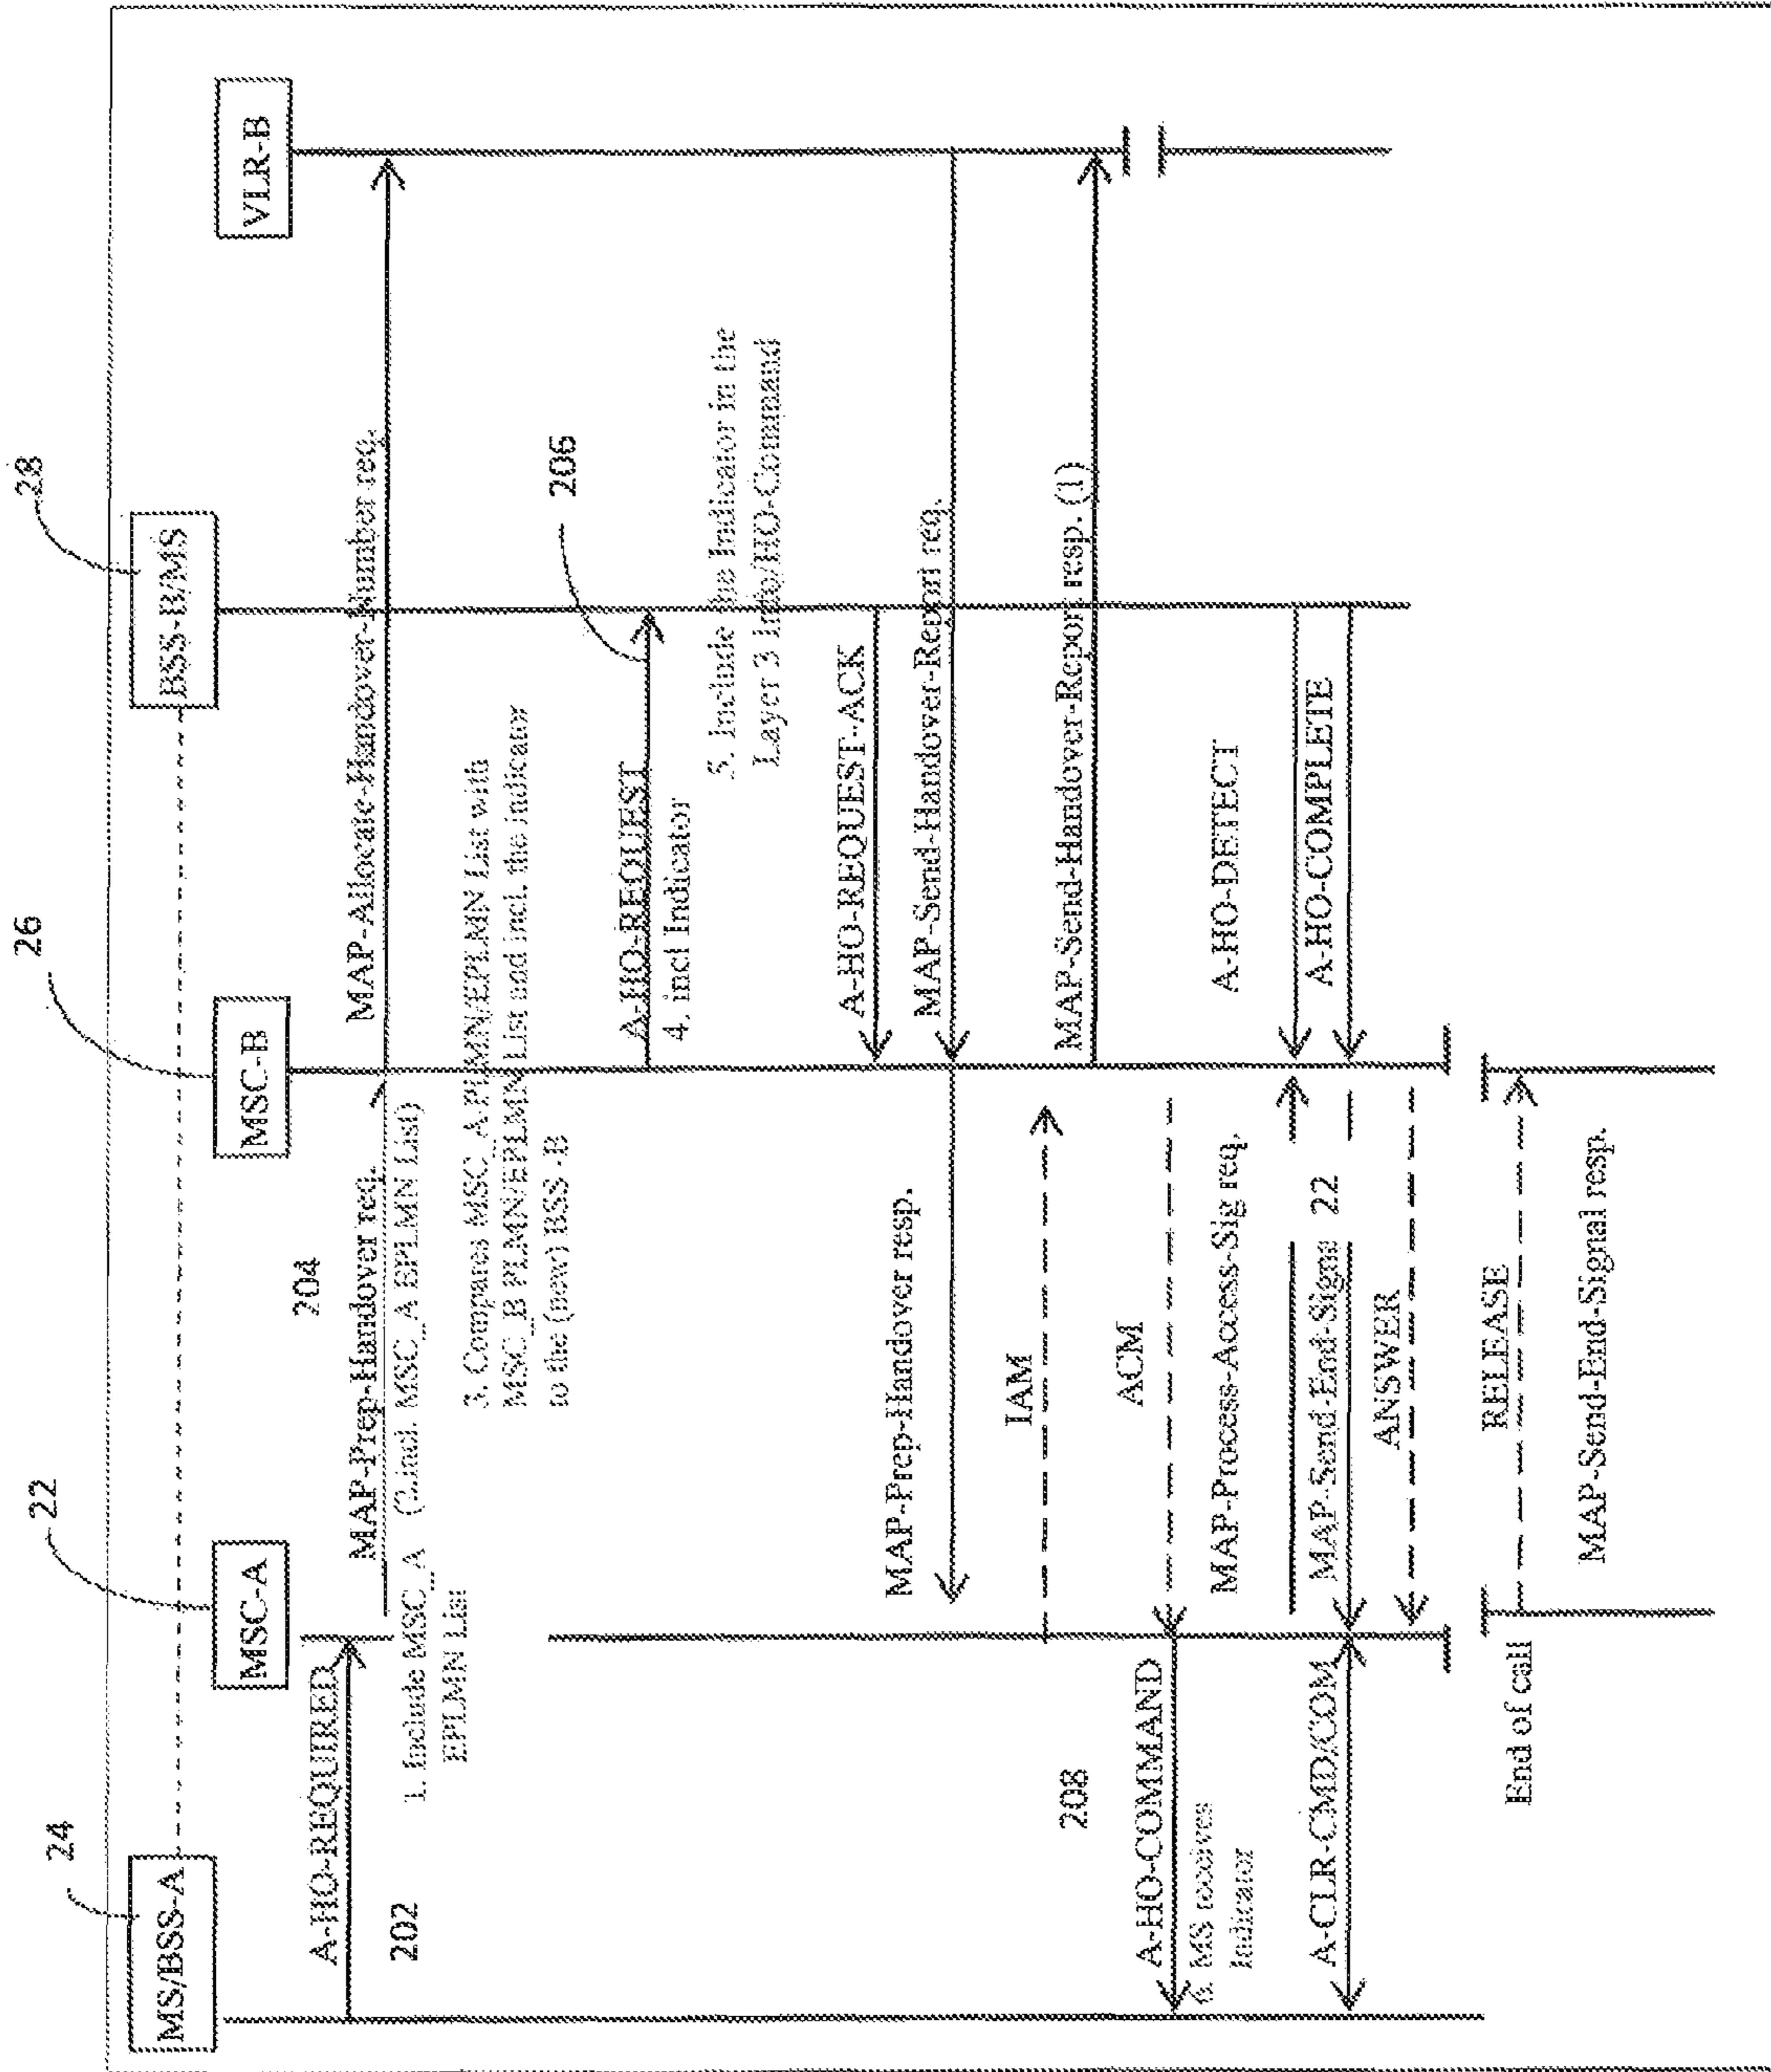 24
22
26
28
MS/BSS-A
MSC-A
MSC-B
BSS-B/MS
VLR-B
A-HO-REQUIRED
202
204
MAP-Prep-Handover req.
MAP-Allocate-Handover-Number req.
1. Include MSC_A
EPLMN List
(2.incl. MSC_A EPLMN List)
3. Compares MSC_A PLMN/EPLMN List with
MSC_B PLMN/EPLMN List and incl. the indicator
to the (new) BSS -B
A-HO-REQUEST
4. incl Indicator
206
5. Include the Indicator in the
Layer 3 Info/HO-Command
A-HO-REQUEST-ACK
MAP-Prep-Handover resp.
MAP-Send-Handover-Report req.
IAM
MAP-Send-Handover-Report resp. (1)
208
ACM
A-HO-COMMAND
6. MS receives
Indicator
MAP-Process-Access-Sig req.
A-HO-DETECT
MAP-Send-End-Signa 22
A-HO-COMPLETE
A-CLR-CMD/COM
ANSWER
RELEASE
End of call
MAP-Send-End-Signal resp.